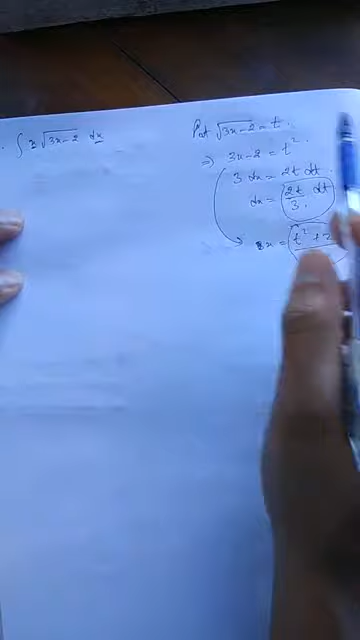 ∫ x √3x-2 dx
Put √3x-2 = t.
⇒ 3x-2 = t².
3 dx = 2t dt.
dx = 2t/3. dt
x = t² + 2